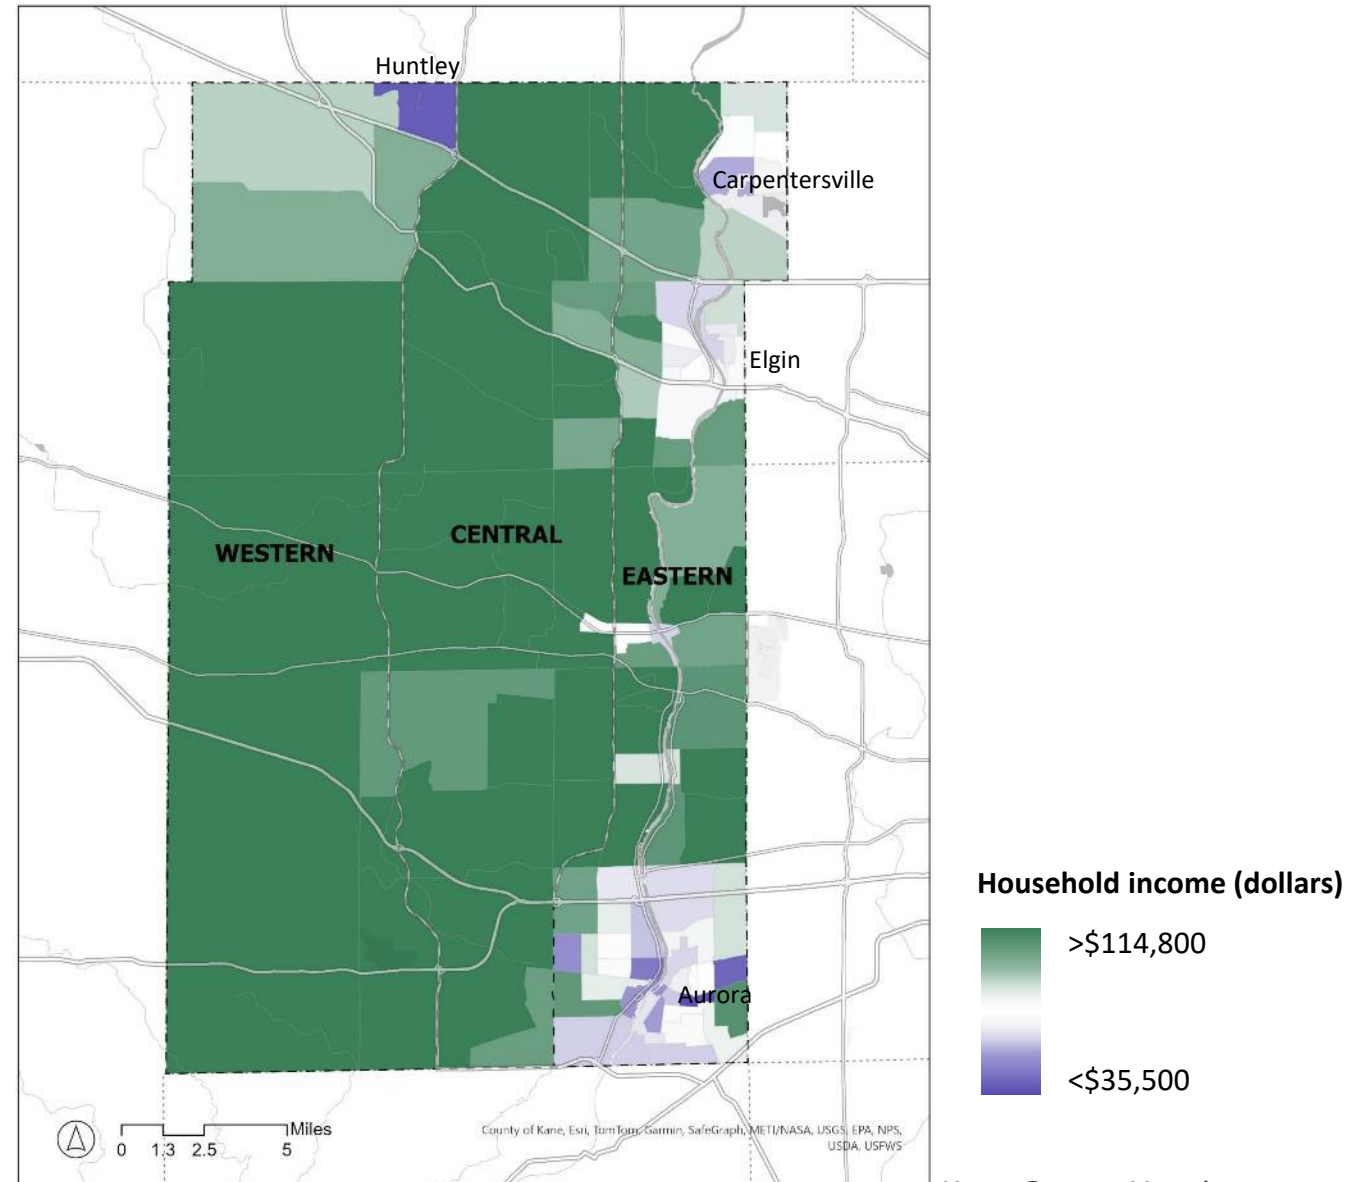 Huntley
Carpentersville
Elgin
WESTERN
CENTRAL
EASTERN
Household income (dollars)
>$114,800
Aurora
<$35,500
Miles
0 1.3 2.5 5
County of Kane, Esri, TomTom, Garmin, SafeGraph, METI/NASA, USGS, EPA, NPS,
USDA, USFWS